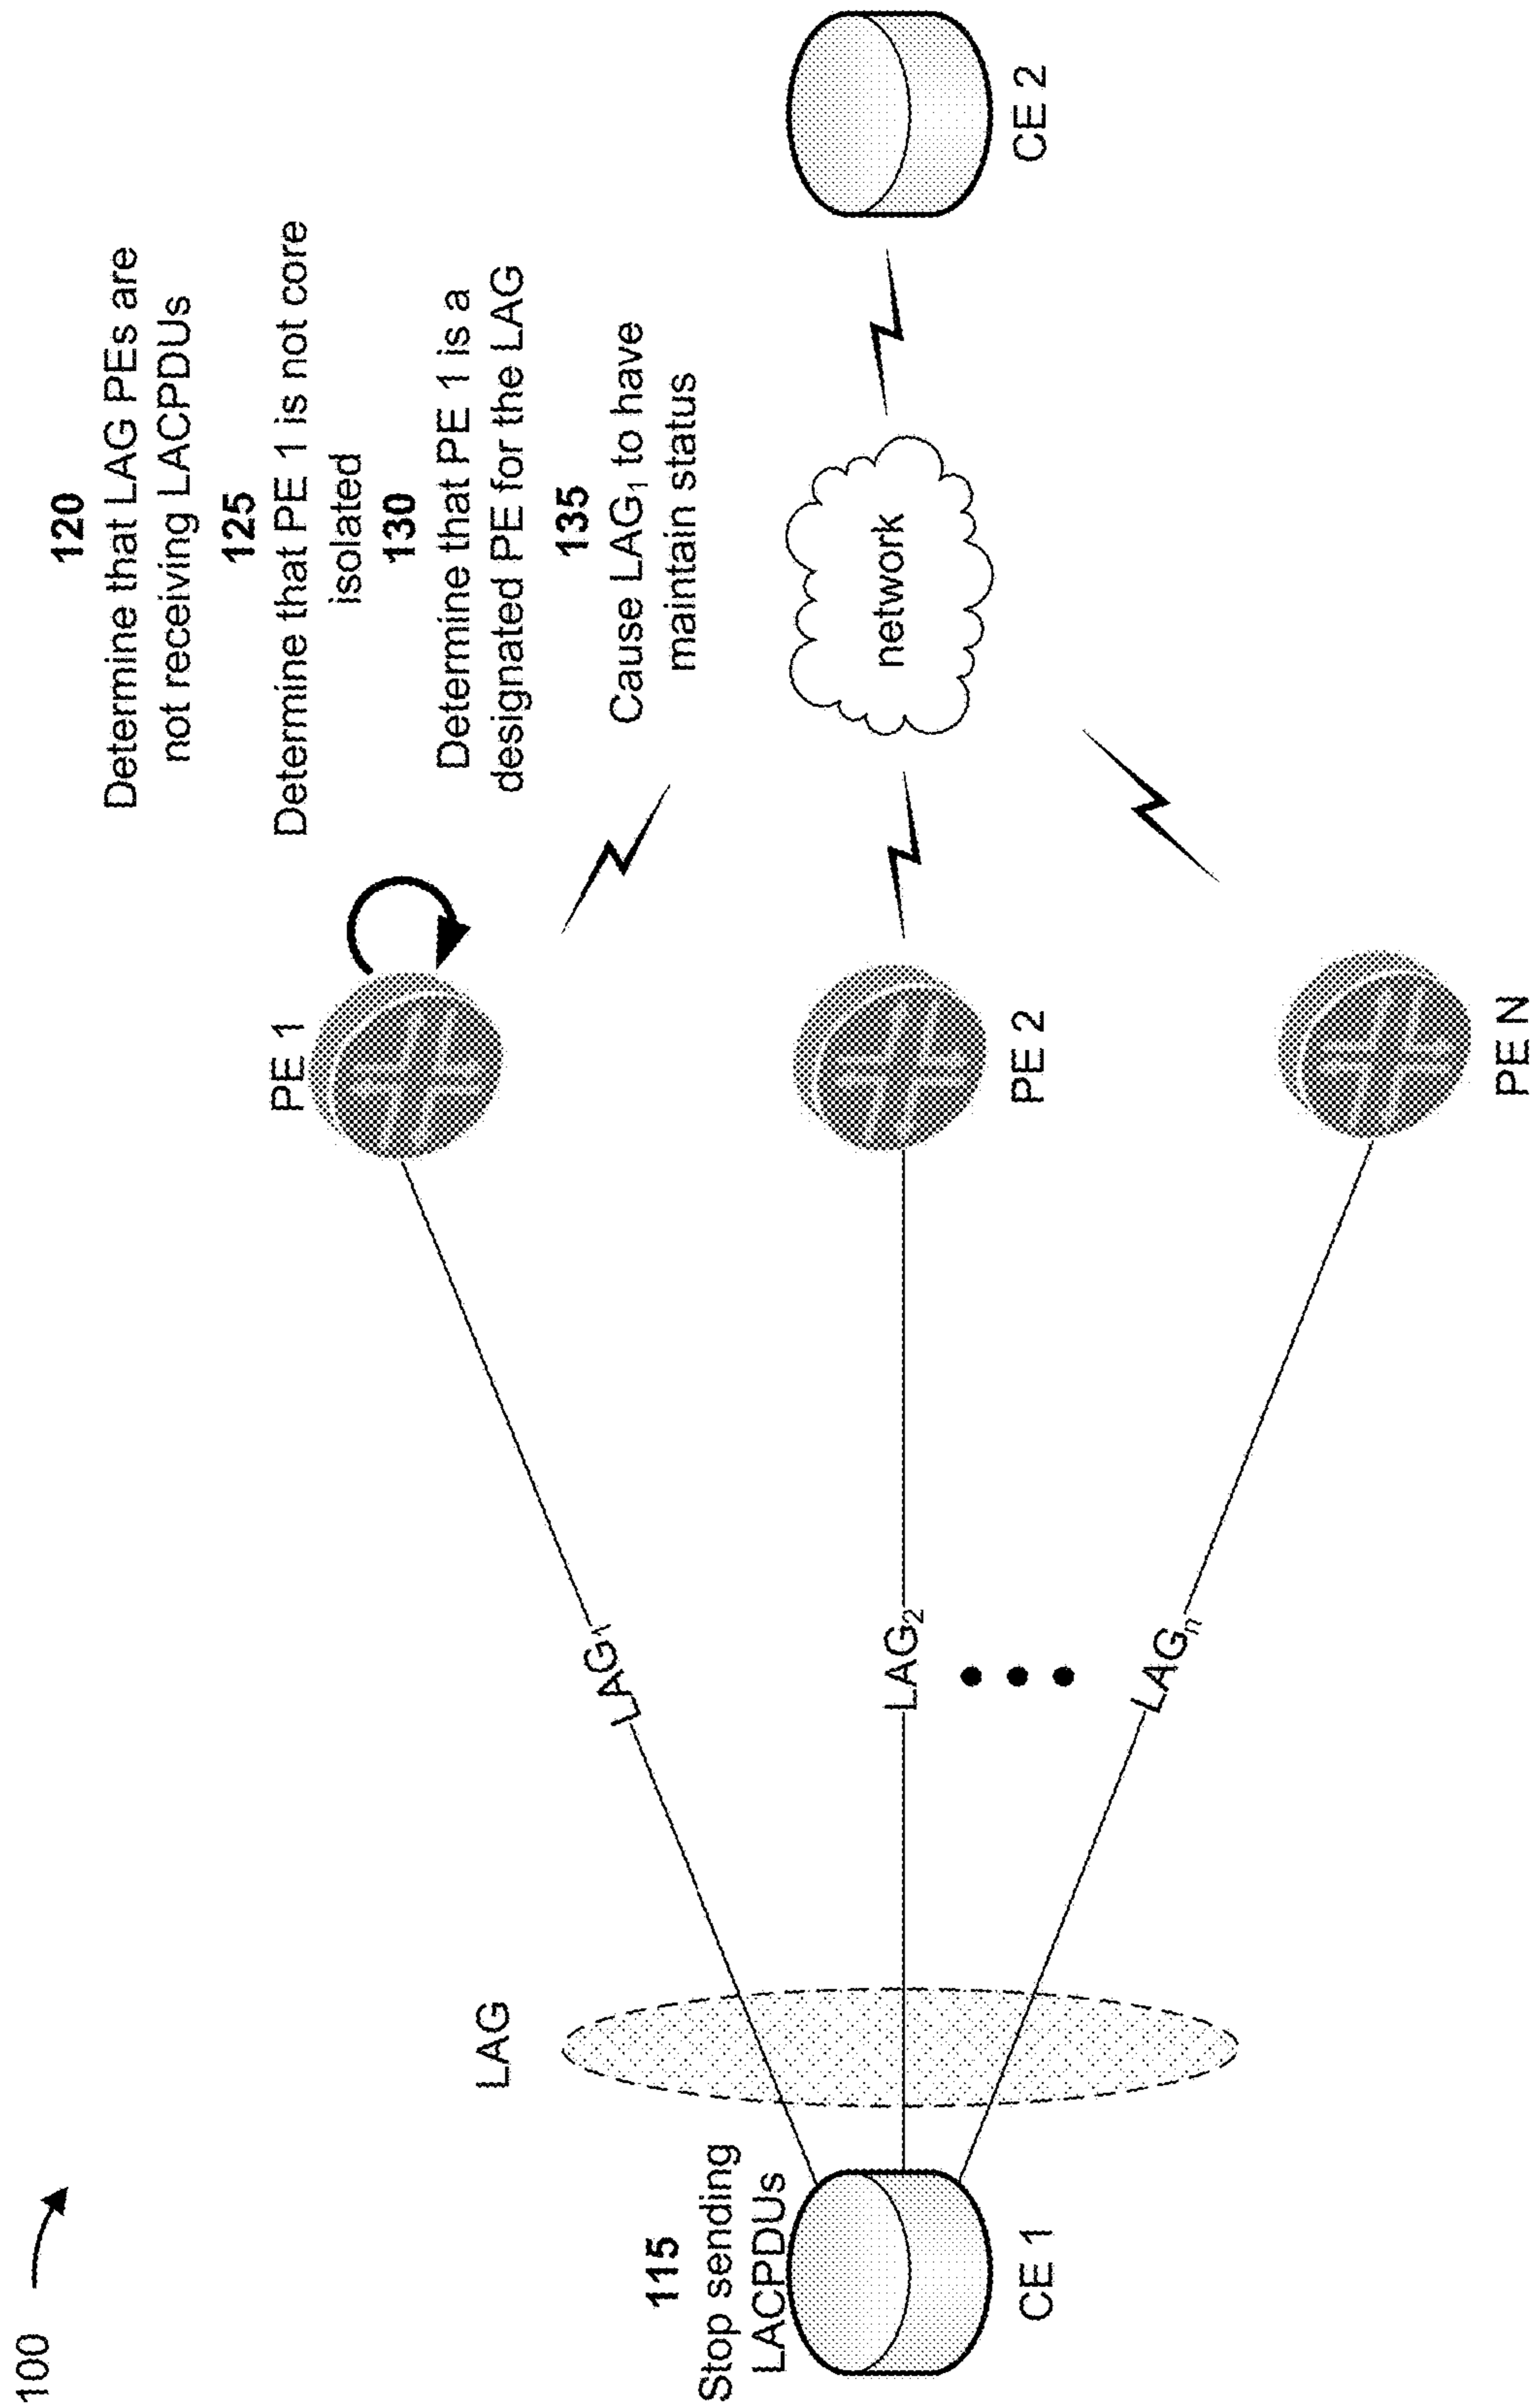 100
120
Determine that LAG PEs are
not receiving LACPDUs
125
Determine that PE 1 is not core
isolated
130
Determine that PE 1 is a
designated PE for the LAG
135
Cause LAG₁ to have
maintain status
PE 1
LAG
LAG₁
115
Stop sending
LACPDUs
CE 1
LAG₂
PE 2
network
CE 2
LAGₙ
PE N